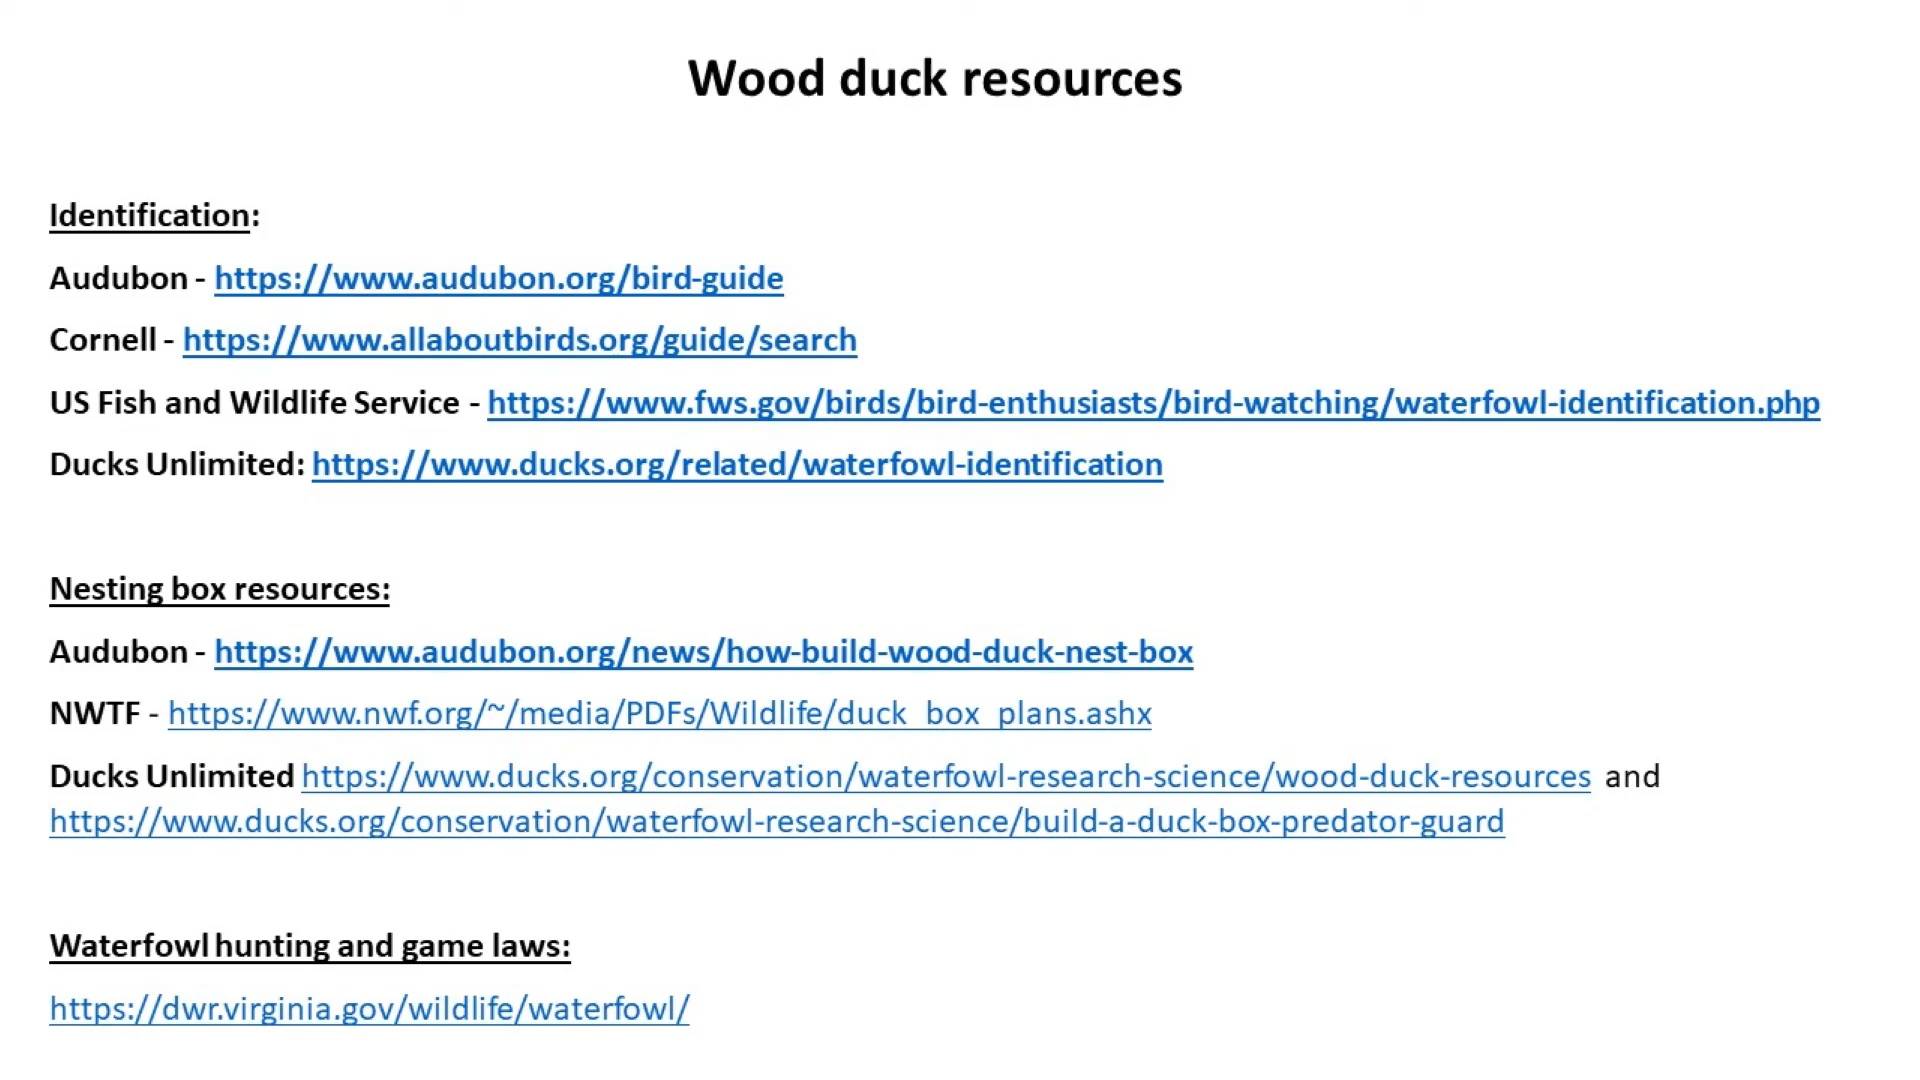 Wood duck resources
Identification:
Audubon - https://www.audubon.org/bird-guide
Cornell - https://www.allaboutbirds.org/guide/search
US Fish and Wildlife Service - https://www.fws.gov/birds/bird-enthusiasts/bird-watching/waterfowl-identification.php
Ducks Unlimited: https://www.ducks.org/related/waterfowl-identification
Nesting box resources:
Audubon - https://www.audubon.org/news/how-build-wood-duck-nest-box
NWTF - https://www.nwf.org/~/media/PDFs/Wildlife/duck_box_plans.ashx
Ducks Unlimited https://www.ducks.org/conservation/waterfowl-research-science/wood-duck-resources and
https://www.ducks.org/conservation/waterfowl-research-science/build-a-duck-box-predator-guard
Waterfowl hunting and game laws:
https://dwr.virginia.gov/wildlife/waterfowl/